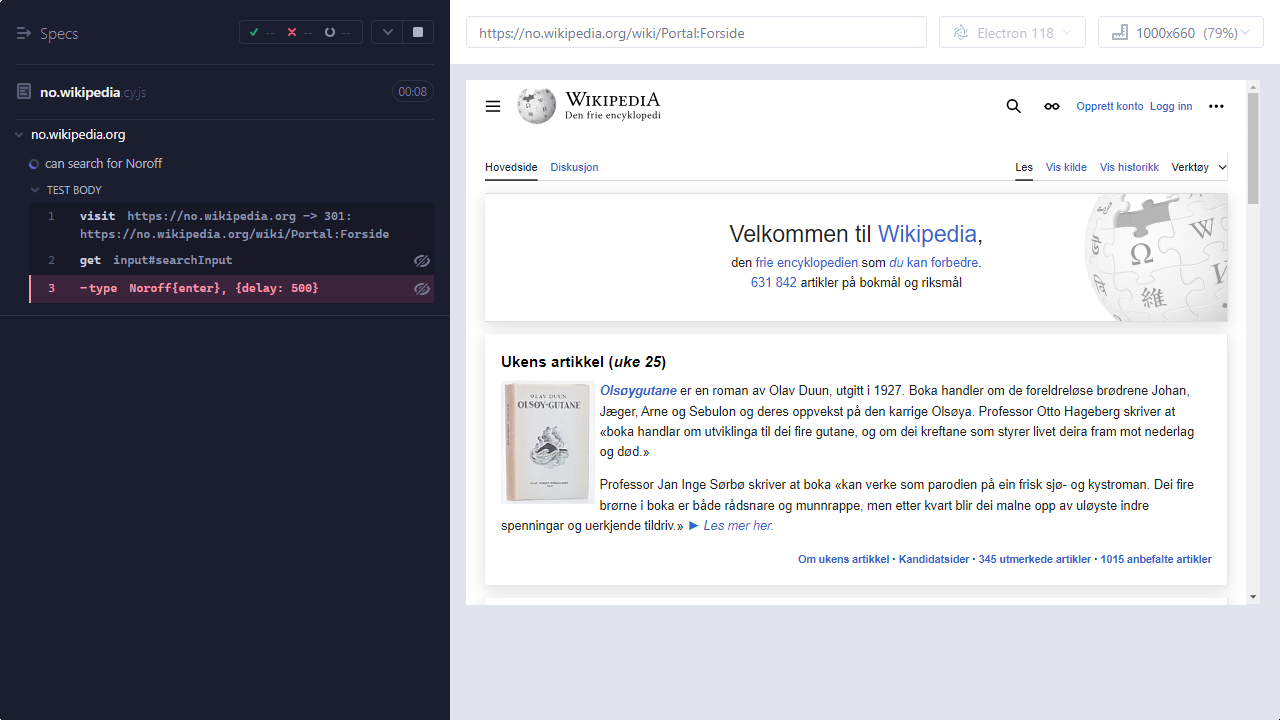 Specs
--
--
--
no.wikipedia.cy.js
00:08
no.wikipedia.org
can search for Noroff
TEST BODY
1 visit https://no.wikipedia.org -> 301:
https://no.wikipedia.org/wiki/Portal:Forside
2 get input#searchInput
3 -type Noroff{enter}, {delay: 500}
https://no.wikipedia.org/wiki/Portal:Forside
Electron 118
1000x660 (79%)
WIKIPEDIA
Den frie encyklopedi
Opprett konto Logg inn
Hovedside Diskusjon
Les Vis kilde Vis historikk Verktøy
Velkommen til Wikipedia,
den frie encyklopedien som du kan forbedre.
631 842 artikler på bokmål og riksmål
Ω
W
維
Ukens artikkel (uke 25)
OLAV DUUN
OLSØY-GUTANE
Olsøygutane er en roman av Olav Duun, utgitt i 1927. Boka handler om de foreldreløse brødrene Johan,
Jæger, Arne og Sebulon og deres oppvekst på den karrige Olsøya. Professor Otto Hageberg skriver at
«boka handlar om utviklinga til dei fire gutane, og om dei kreftane som styrer livet deira fram mot nederlag
og død.»
Professor Jan Inge Sørbø skriver at boka «kan verke som parodien på ein frisk sjø- og kystroman. Dei fire
brørne i boka er både rådsnare og munnrappe, men etter kvart blir dei malne opp av uløyste indre
spenningar og uerkjende tildriv.» ► Les mer her.
Om ukens artikkel · Kandidatsider · 345 utmerkede artikler · 1015 anbefalte artikler